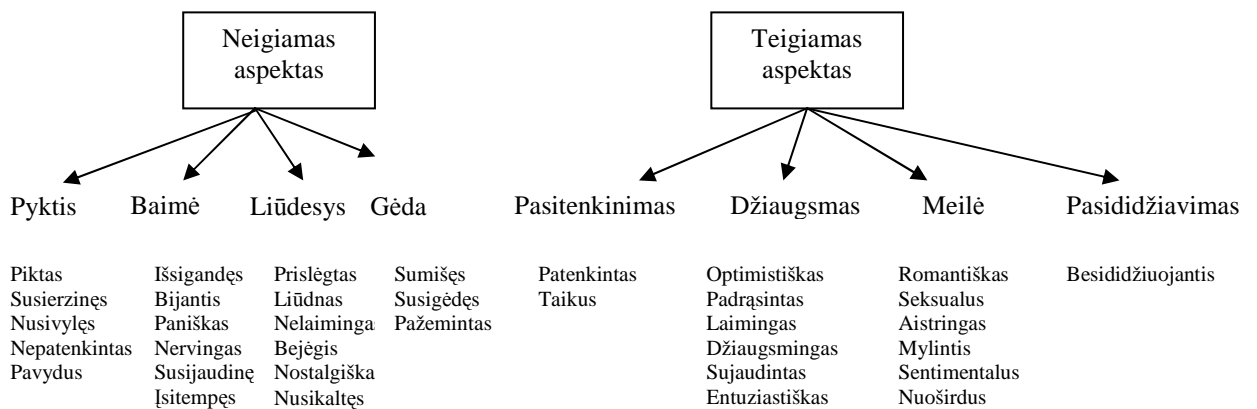 Neigiamas
aspektas
Teigiamas
aspektas
Pyktis
Baimė
Liūdesys
Gėda
Pasitenkinimas
Džiaugsmas
Meilė
Pasididžiavimas
Piktas
Susierzinęs
Nusivylęs
Nepatenkintas
Pavydus
Išsigandęs
Bijantis
Paniškas
Nervingas
Susijaudinę
Įsitempęs
Prislėgtas
Liūdnas
Nelaimingas
Bejėgis
Nostalgiška
Nusikaltęs
Sumišęs
Susigėdęs
Pažemintas
Patenkintas
Taikus
Optimistiškas
Padrąsintas
Laimingas
Džiaugsmingas
Sujaudintas
Entuziastiškas
Romantiškas
Seksualus
Aistringas
Mylintis
Sentimentalus
Nuoširdus
Besididžiuojantis